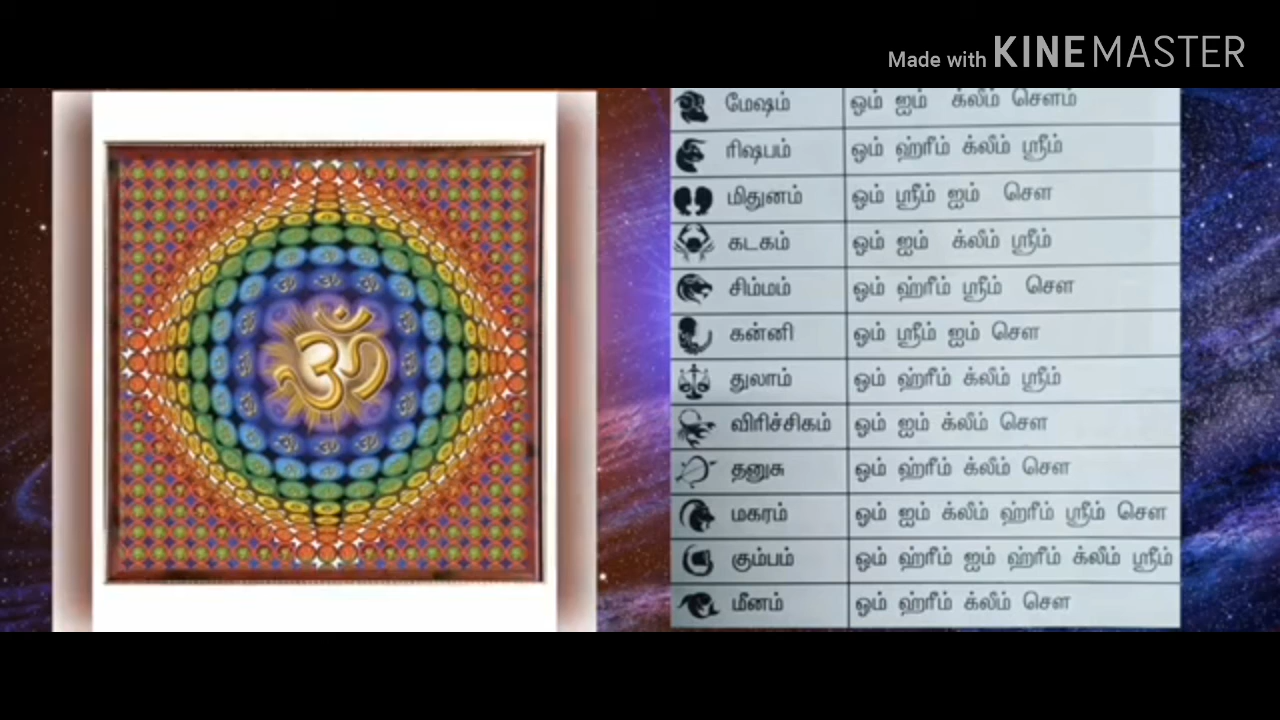 Made with KINEMASTER
மேஷம் ஓம் ஐம் க்லீம் சௌம்
ரிஷபம் ஓம் ஹ்ரீம் க்லீம் ஸ்ரீம்
மிதுனம் ஓம் ஸ்ரீம் ஐம் சௌ
கடகம் ஓம் ஐம் க்லீம் ஸ்ரீம்
சிம்மம் ஓம் ஹ்ரீம் ஸ்ரீம் சௌ
கன்னி ஓம் ஸ்ரீம் ஐம் சௌ
துலாம் ஓம் ஹ்ரீம் க்லீம் ஸ்ரீம்
விரிச்சிகம் ஓம் ஐம் க்லீம் சௌ
தனுசு ஓம் ஹ்ரீம் க்லீம் சௌ
மகரம் ஓம் ஐம் க்லீம் ஹ்ரீம் ஸ்ரீம் சௌ
கும்பம் ஓம் ஹ்ரீம் ஐம் ஹ்ரீம் க்லீம் ஸ்ரீம்
மீனம் ஓம் ஹ்ரீம் க்லீம் சௌ
ॐ